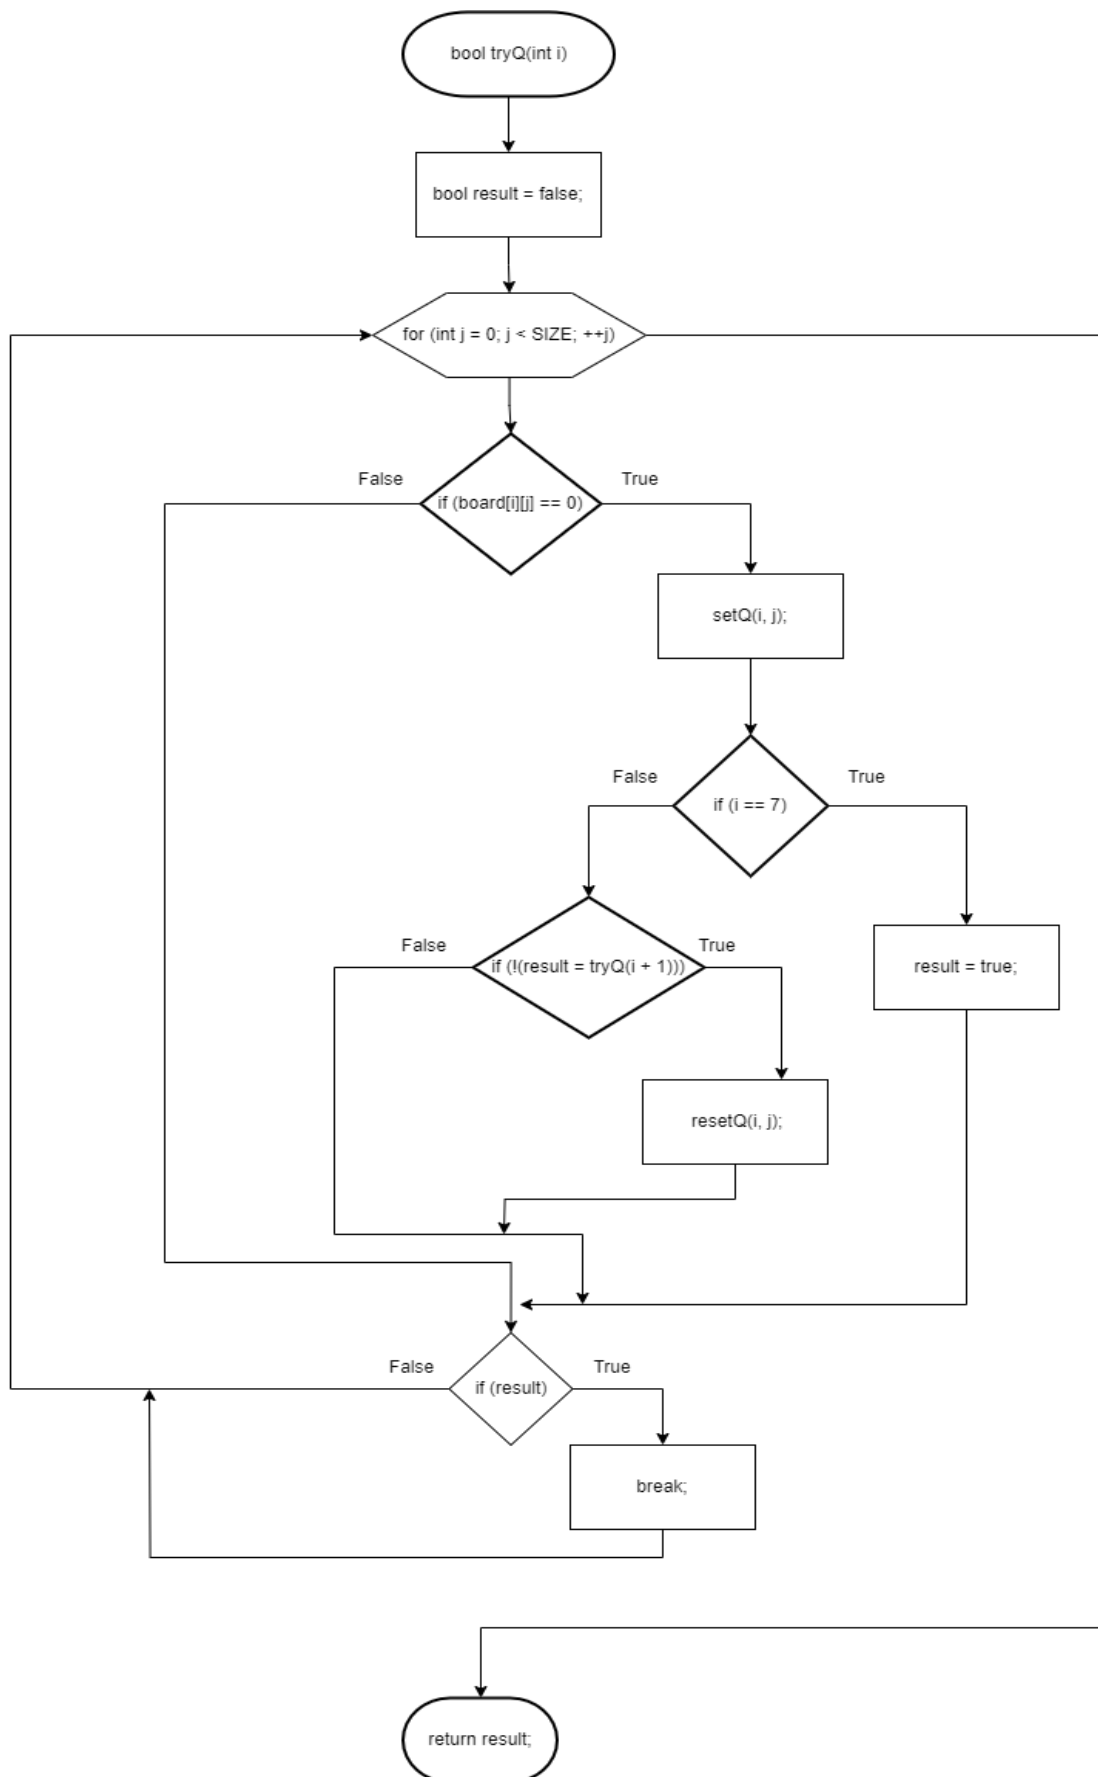 bool tryQ(int i)
bool result = false;
for (int j = 0; j < SIZE; ++j)
False
True
if (board[i][j] == 0)
setQ(i, j);
False
True
if (i == 7)
False
True
if (!(result = tryQ(i + 1)))
result = true;
resetQ(i, j);
False
True
if (result)
break;
return result;